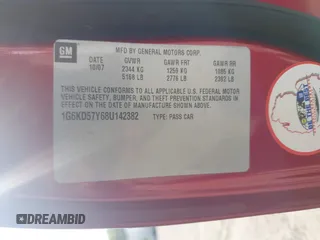 GM
MFD BY GENERAL MOTORS CORP.
DATE GVWR GAWR FRT GAWR RR
10/07 2344 KG 1259 KG 1085 KG
5168 LB 2776 LB 2392 LB
THIS VEHICLE CONFORMS TO ALL APPLICABLE U.S. FEDERAL MOTOR
VEHICLE SAFETY, BUMPER, AND THEFT PREVENTION STANDARDS IN
EFFECT ON THE DATE OF MANUFACTURE SHOWN ABOVE.
1G6KD57Y68U142382 TYPE: PASS CAR
DREAMBID